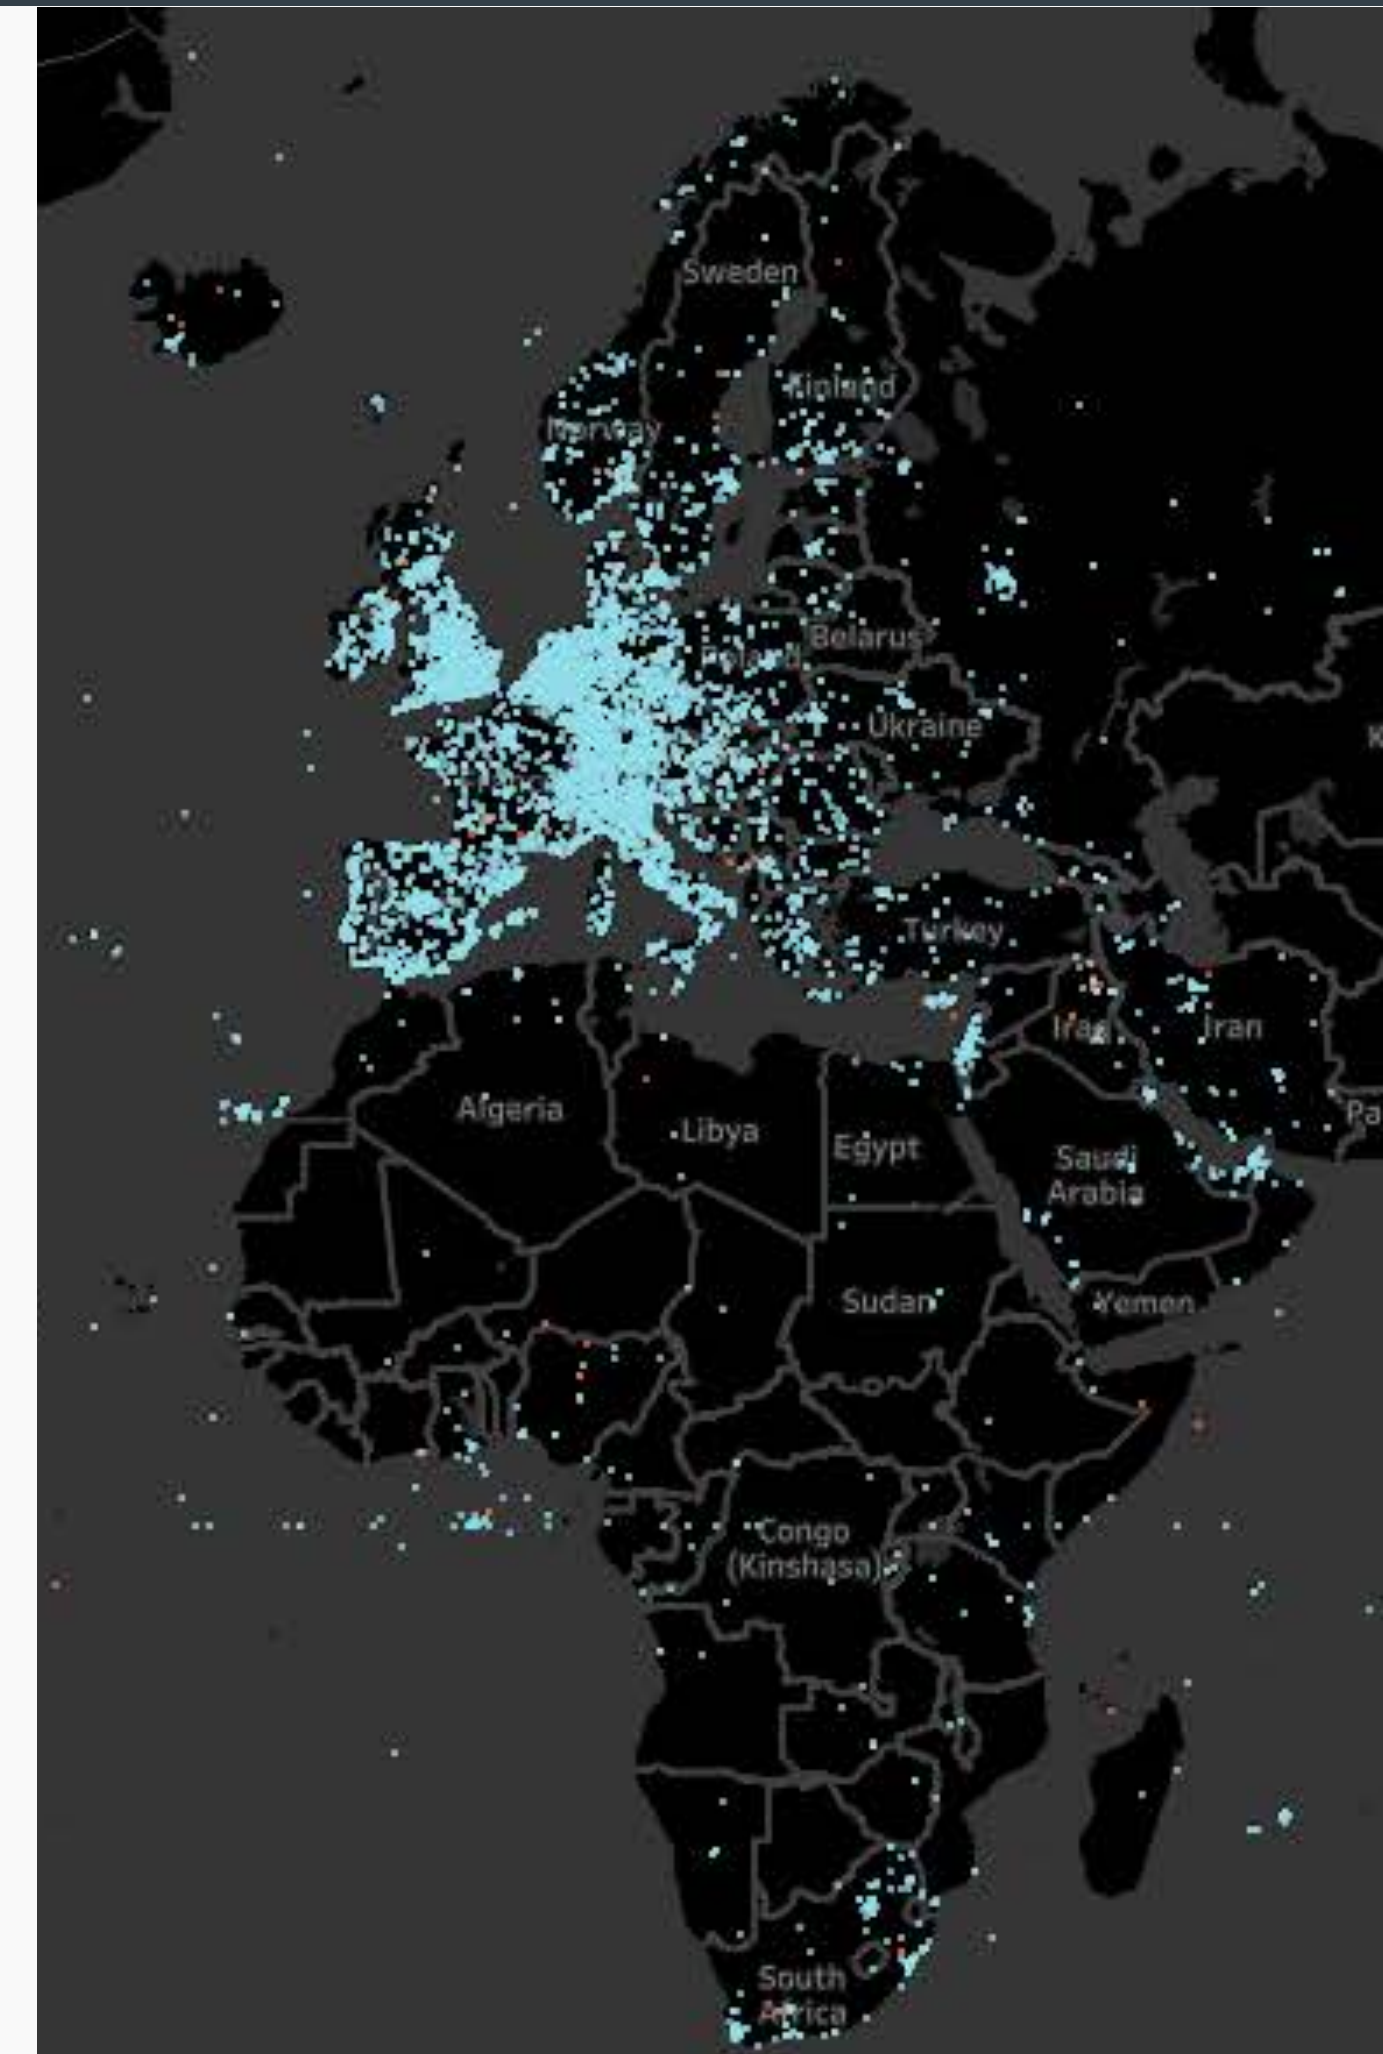 Sweden
Finland
Norway
Belarus
Poland
Ukraine
K
Turkey
Iraq
Iran
Algeria
Libya
Egypt
Pa
Saudi
Arabia
Sudan
Yemen
Congo
(Kinshasa)
South
Africa